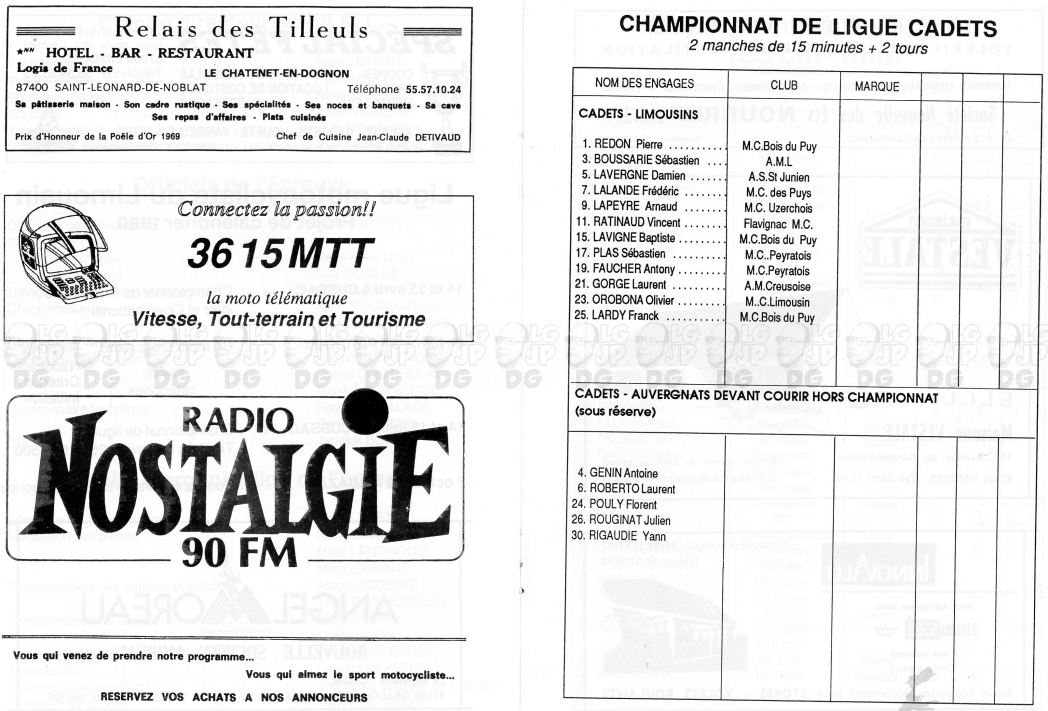 Relais des Tilleuls
★NN HOTEL - BAR - RESTAURANT
Logis de France
LE CHATENET-EN-DOGNON
87400 SAINT-LEONARD-DE-NOBLAT Téléphone 55.57.10.24
Sa pâtisserie maison - Son cadre rustique - Ses spécialités - Ses noces et banquets - Sa cave
Ses repas d'affaires - Plats cuisinés
Prix d'Honneur de la Poêle d'Or 1981 Chef de Cuisine Jean-Claude DETIVAUD
Connectez la passion!!
36 15 MTT
la moto télématique
Vitesse, Tout-terrain et Tourisme
RADIO
NOSTALGIE
90 FM
Vous qui venez de prendre notre programme...
Vous qui aimez le sport motocycliste...
RESERVEZ VOS ACHATS A NOS ANNONCEURS
CHAMPIONNAT DE LIGUE CADETS
2 manches de 15 minutes + 2 tours
NOM DES ENGAGES CLUB MARQUE
CADETS - LIMOUSINS
1. REDON Pierre .......... M.C.Bois du Puy
3. BOUSSARIE Sébastien .... A.M.L
5. LAVERGNE Damien ....... A.S.St Junien
7. LALANDE Frédéric ........ M.C. des Puys
9. LAPEYRE Arnaud ........ M.C. Uzerchois
11. RATINAUD Vincent ........ Flavignac M.C.
15. LAVIGNE Baptiste ......... M.C.Bois du Puy
17. PLAS Sébastien .......... M.C..Peyratois
19. FAUCHER Antony ......... M.C.Peyratois
21. GORGE Laurent .......... A.M.Creusoise
23. OROBONA Olivier ......... M..C.Limousin
25. LARDY Franck .......... M.C.Bois du Puy
CADETS - AUVERGNATS DEVANT COURIR HORS CHAMPIONNAT
(sous réserve)
4. GENIN Antoine
6. ROBERTO Laurent
24. POULY Florent
26. ROUGINAT Julien
30. RIGAUDIE Yann